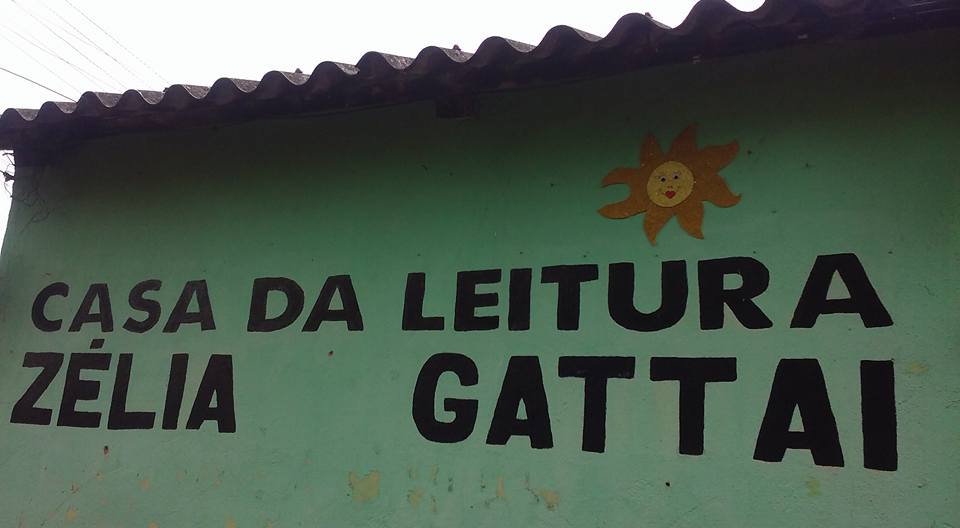 CASA DA LEITURA
ZÉLIA GATTAI